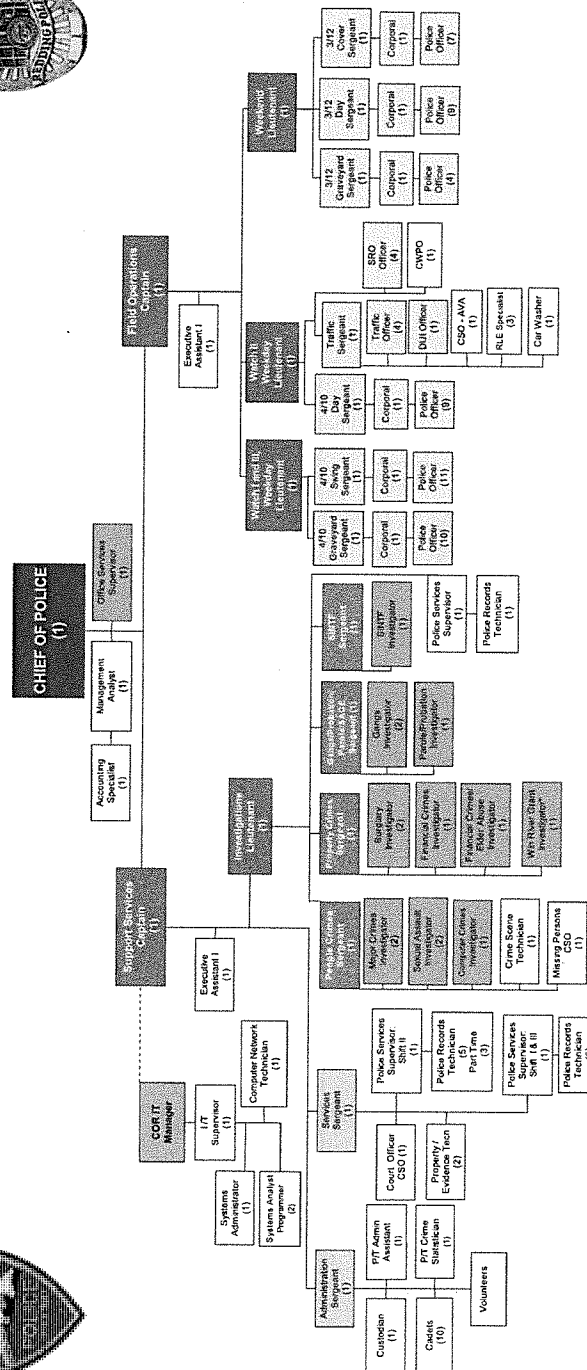 REDDING POLI
CHIEF OF POLICE
(1)
Office Services
Supervisor
(1)
Management
Analyst
(1)
Accounting
Specialist
(1)
Support Services
Captain
(1)
Field Operations
Captain
(1)
COR IT
Manager
I/T
Supervisor
(1)
Computer Network
Technician
(1)
Systems
Administrator
(1)
Systems Analyst
Programmer
(2)
Executive
Assistant I
(1)
Investigations
Lieutenant
(1)
Executive
Assistant I
(1)
Watch I and III
Weekday
Lieutenant
(1)
Weekday
Lieutenant
(1)
Weekend
Lieutenant
(1)
Administration
Sergeant
(1)
P/T Admin
Assistant
(1)
Custodian
(1)
P/T Crime
Statistician
(1)
Cadets
(10)
Volunteers
Services
Sergeant
(1)
Police Services
Supervisor:
Shift II
(1)
Court Officer
CSO (1)
Police Records
Technician
(5)
Part Time
(3)
Property /
Evidence Tecn
(2)
Police Services
Supervisor:
Shift I & III
(1)
Police Records
Technician
People Crimes
Sergeant
(1)
Major Crimes
Investigator
(2)
Sexual Assault
Investigator
(2)
Computer Crimes
Investigator
(1)
Crime Scene
Technician
(1)
Missing Persons
CSO
(1)
Property Crimes
Sergeant
(1)
Burglary
Investigator
(2)
Financial Crimes
Investigator
(1)
Financial Crimes/
Elder Abuse
Investigator
(1)
Win River Grant
Investigator*
(1)
Sergeant (1)
Gangs
Investigator
(2)
Parole/Probation
Investigator
(1)
SINTF
Sergeant
(1)
SINTF
Investigator
(1)
Police Services
Supervisor
(1)
Police Records
Technician
(1)
4/10
Graveyard
Sergeant
(1)
Corporal
(1)
Police
Officer
(10)
4/10
Swing
Sergeant
(1)
Corporal
(1)
Police
Officer
(11)
4/10
Day
Sergeant
(1)
Corporal
(1)
Police
Officer
(9)
Traffic
Sergeant
(1)
Traffic
Officer
(4)
DUI Officer
(1)
CSO - AVA
(1)
RLE Specialist
(3)
Car Washer
(1)
SRO
Officer
(4)
CWPO
(1)
3/12
Graveyard
Sergeant
(1)
Corporal
(1)
Police
Officer
(4)
3/12
Day
Sergeant
(1)
Corporal
(1)
Police
Officer
(9)
3/12
Cover
Sergeant
(1)
Corporal
(1)
Police
Officer
(7)